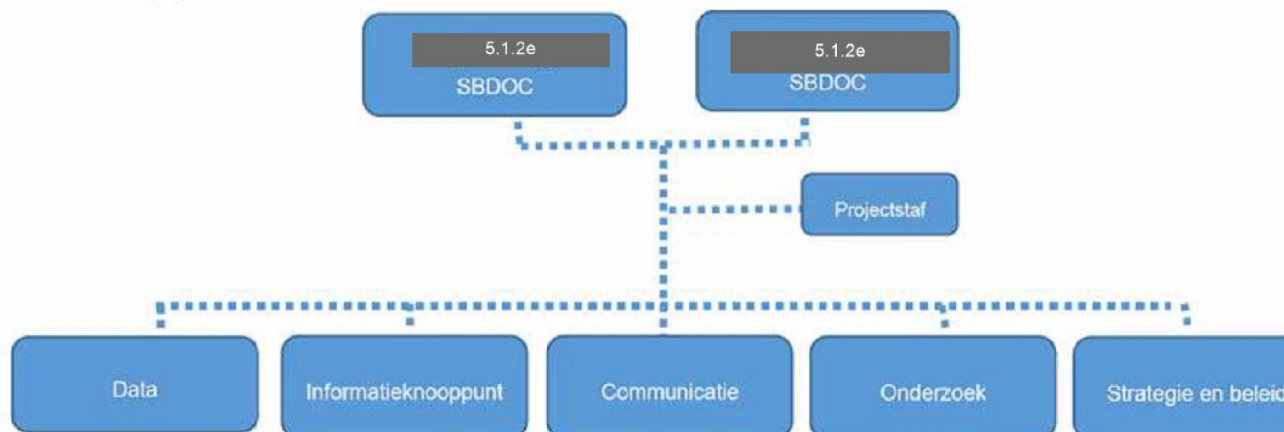 5.1.2e
SBDOC
5.1.2e
SBDOC
Projectstaf
Data
Informatieknooppunt
Communicatie
Onderzoek
Strategie en beleid